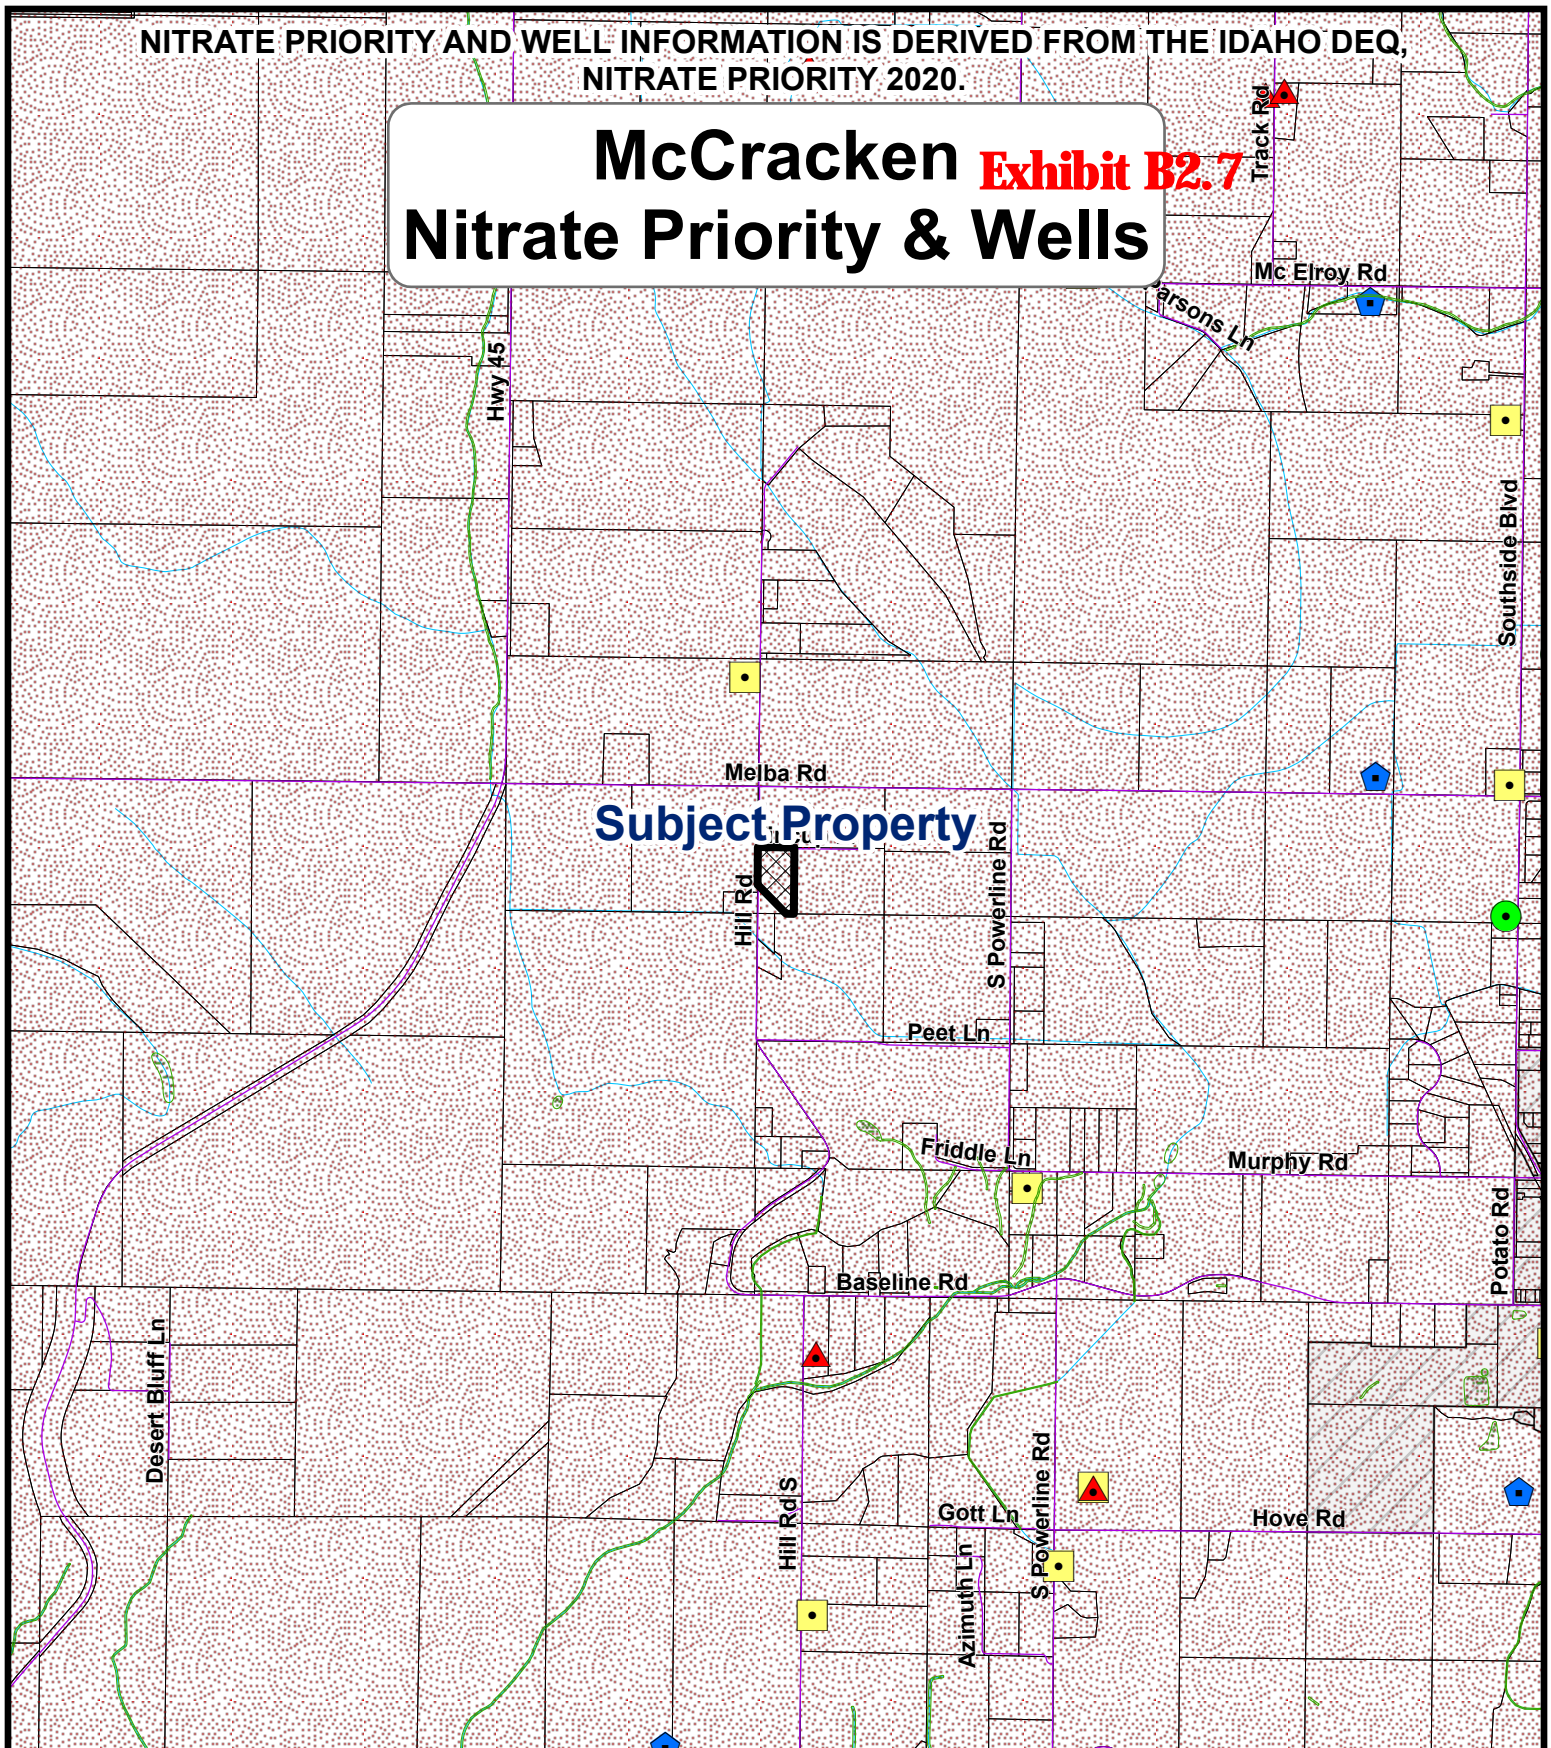 NITRATE PRIORITY AND WELL INFORMATION IS DERIVED FROM THE IDAHO DEQ,
NITRATE PRIORITY 2020.
McCracken
Exhibit B2.7
Nitrate Priority & Wells
Track Rd
Mc Elroy Rd
Parsons Ln
Hwy 45
Southside Blvd
Melba Rd
Subject Property
S Powerline Rd
Hill Rd
Peet Ln
Friddle Ln
Murphy Rd
Potato Rd
Baseline Rd
Desert Bluff Ln
Hill Rd S
S Powerline Rd
Gott Ln
Hove Rd
Azimuth Ln